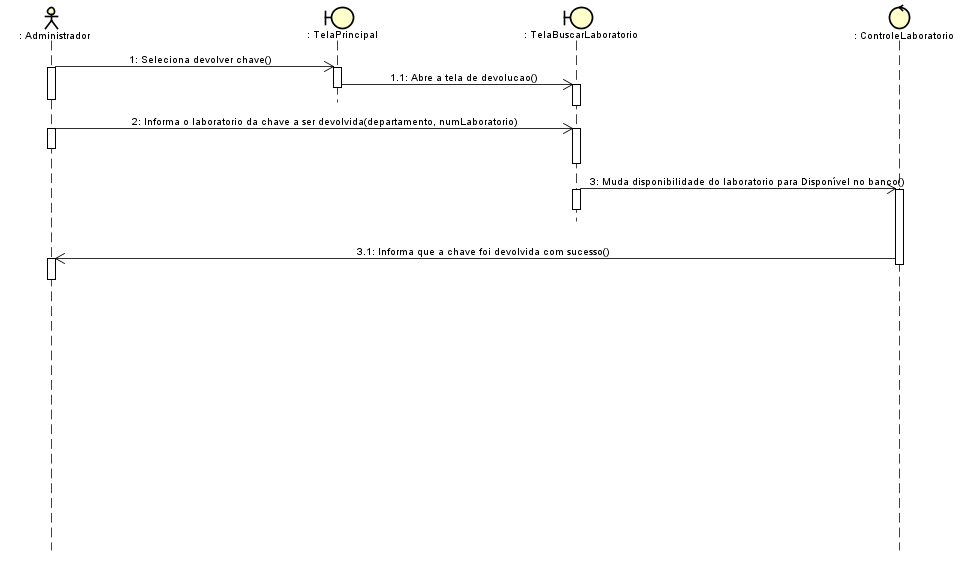 : Administrador
: TelaPrincipal
: TelaBuscarLaboratorio
: ControleLaboratorio
1: Seleciona devolver chave()
1.1: Abre a tela de devolucao()
2: Informa o laboratorio da chave a ser devolvida(departamento, numLaboratorio)
3: Muda disponibilidade do laboratorio para Disponível no banco()
3.1: Informa que a chave foi devolvida com sucesso()